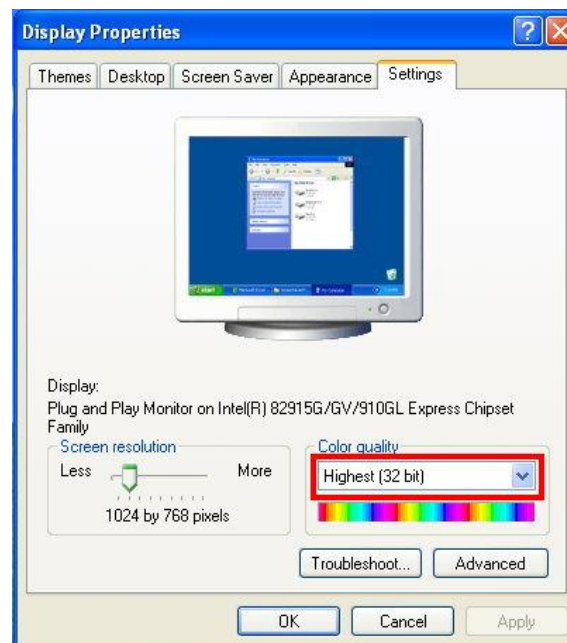 Display Properties
Themes Desktop Screen Saver Appearance Settings
Display:
Plug and Play Monitor on Intel(R) 82915G/GV/910GL Express Chipset
Family
Screen resolution
Less More
1024 by 768 pixels
Color quality
Highest (32 bit)
Troubleshoot... Advanced
OK Cancel Apply